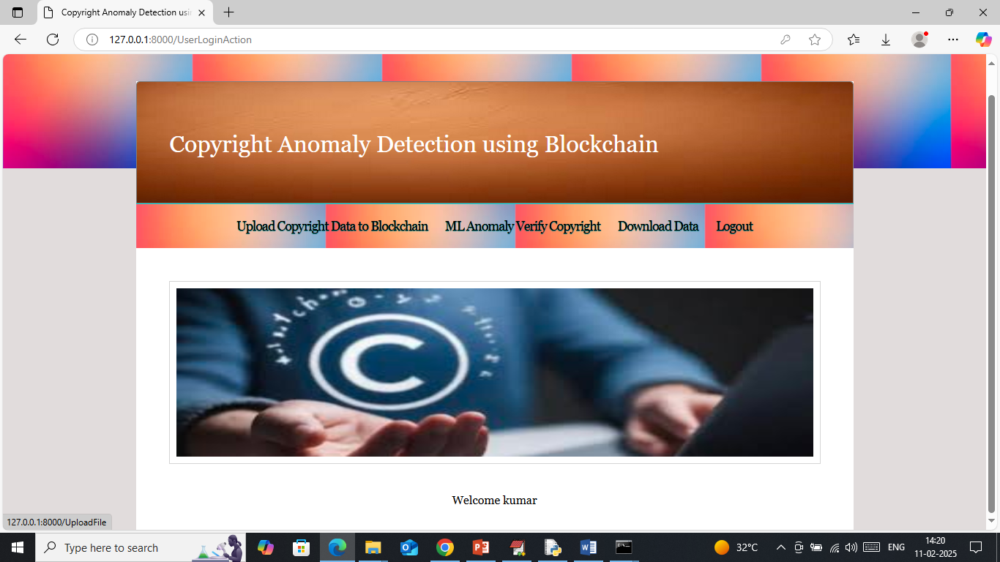 Copyright Anomaly Detection usi
127.0.0.1:8000/UserLoginAction
Copyright Anomaly Detection using Blockchain
Upload Copyright Data to Blockchain ML Anomaly Verify Copyright Download Data Logout
C
Welcome kumar
127.0.0.1:8000/UploadFile
Type here to search
32°C
ENG
14:20
11-02-2025